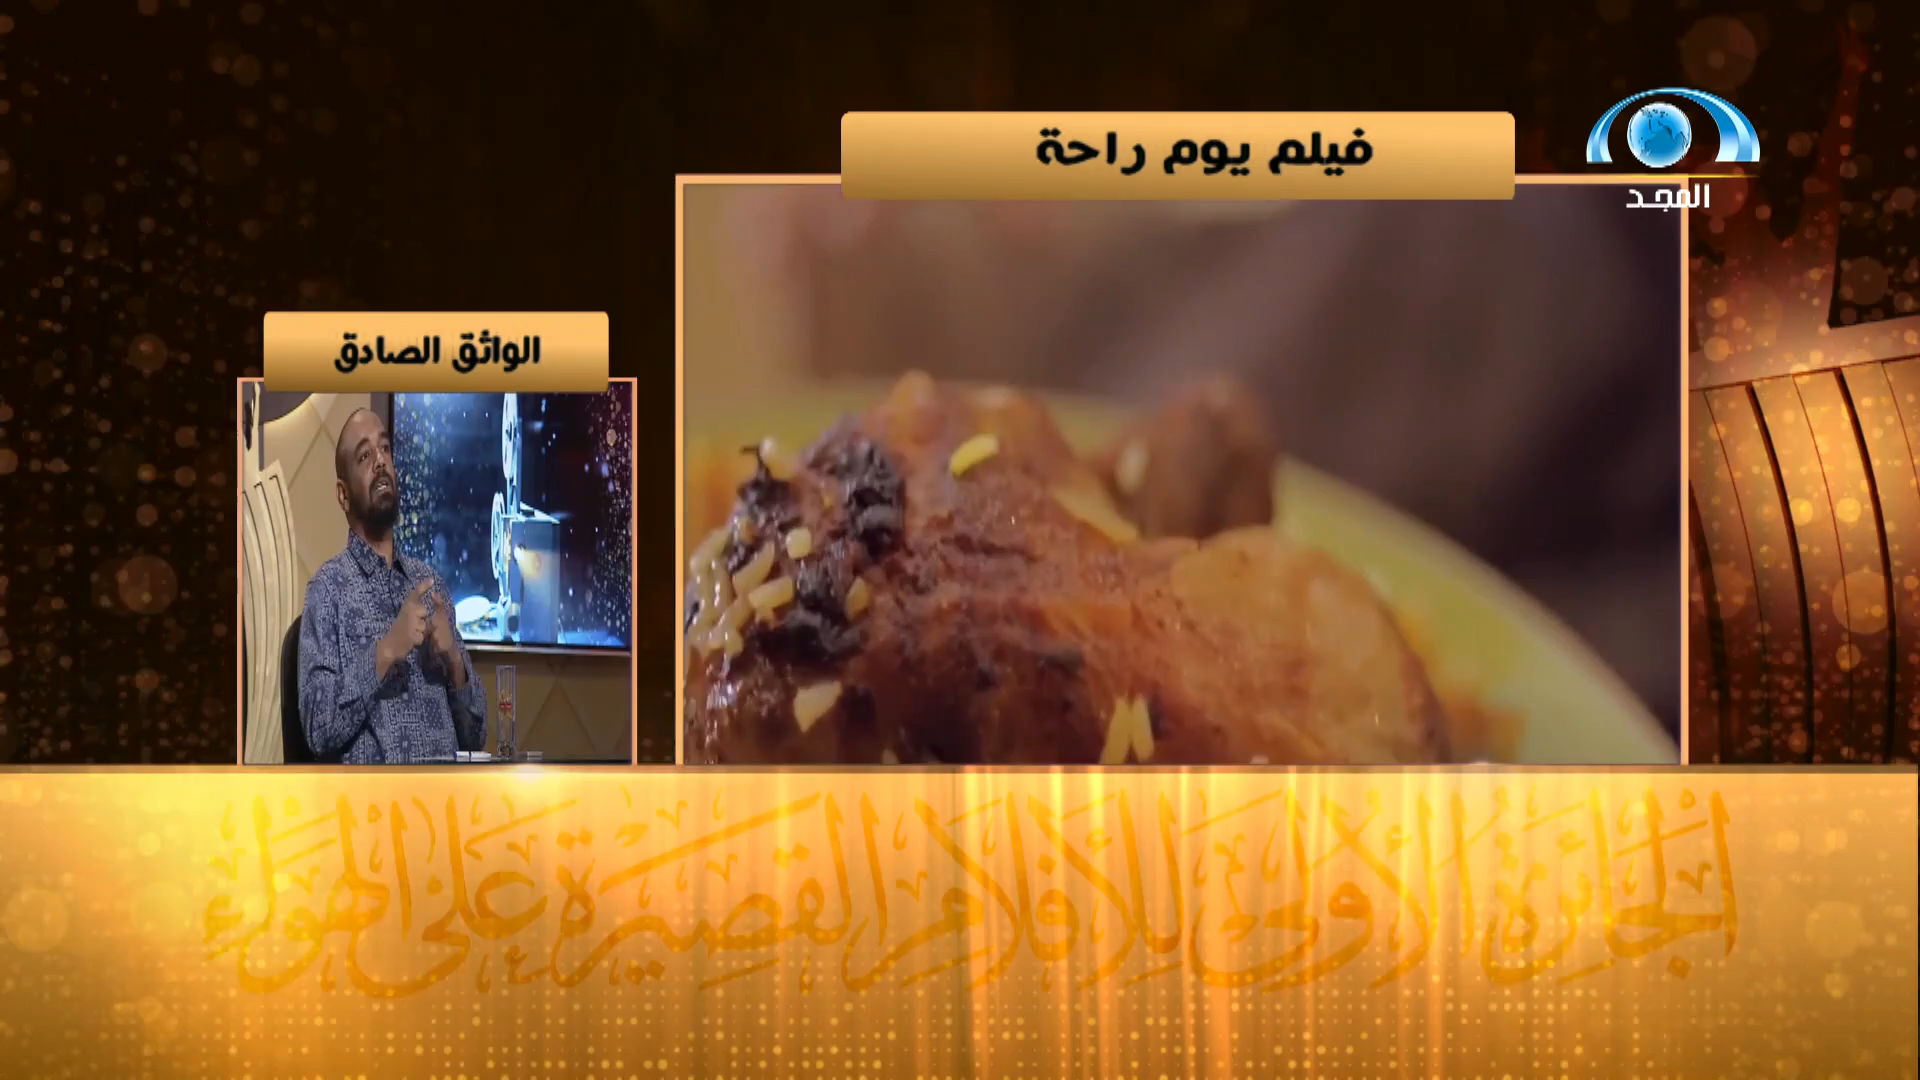 فيلم يوم راحة
المجد
الواثق الصادق
الجائزة الأولى للأفلام القصيرة على الهواء